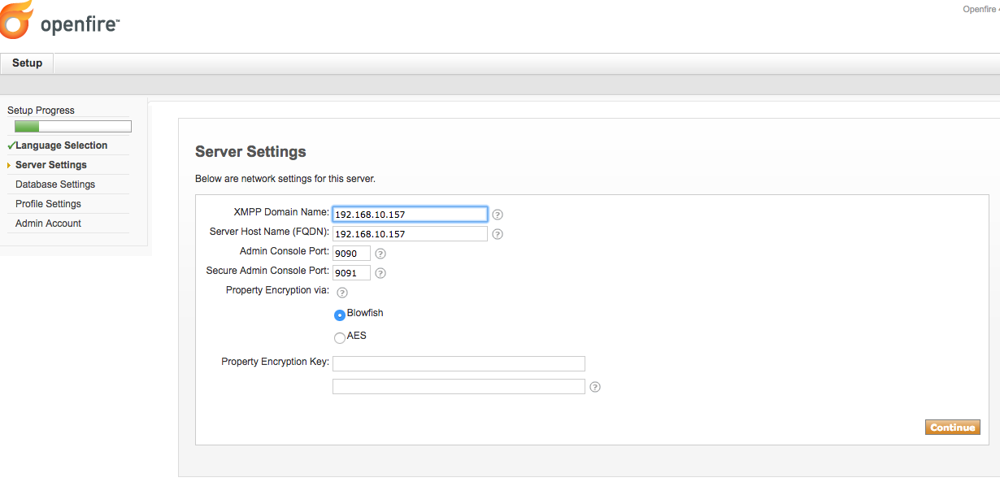 openfire™
Openfire 4
Setup
Setup Progress
Language Selection
Server Settings
Database Settings
Profile Settings
Admin Account
Server Settings
Below are network settings for this server.
XMPP Domain Name: 192.168.10.157 ?
Server Host Name (FQDN): 192.168.10.157 ?
Admin Console Port: 9090 ?
Secure Admin Console Port: 9091 ?
Property Encryption via: ?
Blowfish
AES
Property Encryption Key:
?
Continue